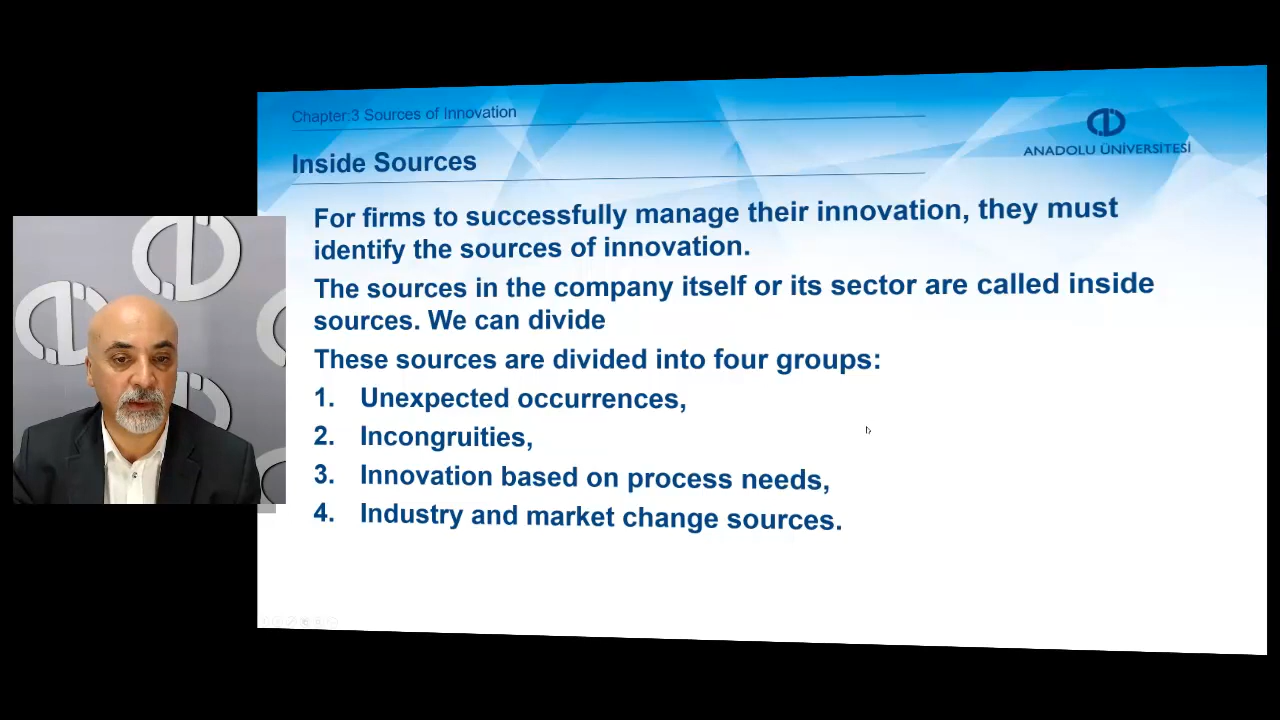 Chapter:3 Sources of Innovation
ANADOLU ÜNİVERSİTESİ
Inside Sources
For firms to successfully manage their innovation, they must
identify the sources of innovation.
The sources in the company itself or its sector are called inside
sources. We can divide
These sources are divided into four groups:
1. Unexpected occurrences,
2. Incongruities,
3. Innovation based on process needs,
4. Industry and market change sources.